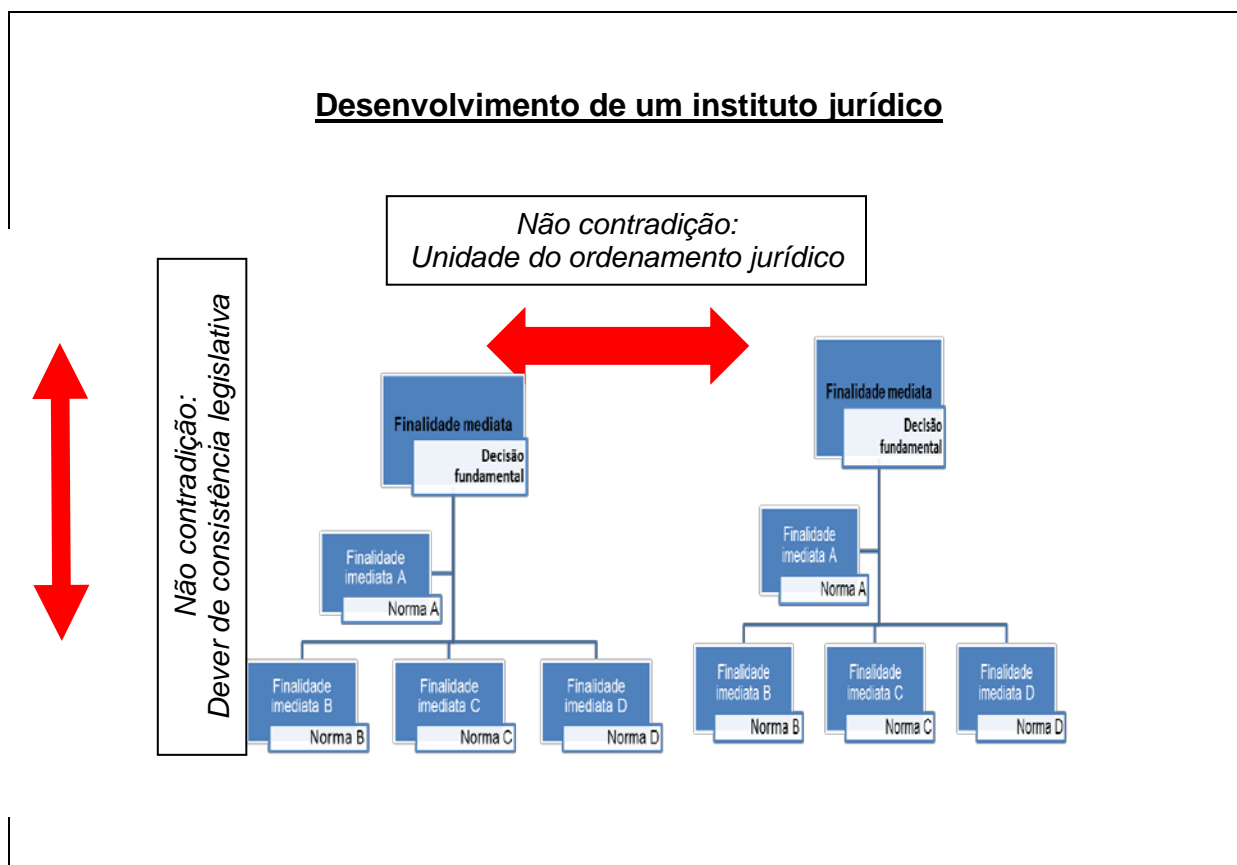 Desenvolvimento de um instituto jurídico
Não contradição:
Unidade do ordenamento jurídico
Não contradição:
Dever de consistência legislativa
Finalidade mediata
Decisão
fundamental
Finalidade
imediata A
Norma A
Finalidade
imediata B
Norma B
Finalidade
imediata C
Norma C
Finalidade
imediata D
Norma D
Finalidade mediata
Decisão
fundamental
Finalidade
imediata A
Norma A
Finalidade
imediata B
Norma B
Finalidade
imediata C
Norma C
Finalidade
imediata D
Norma D